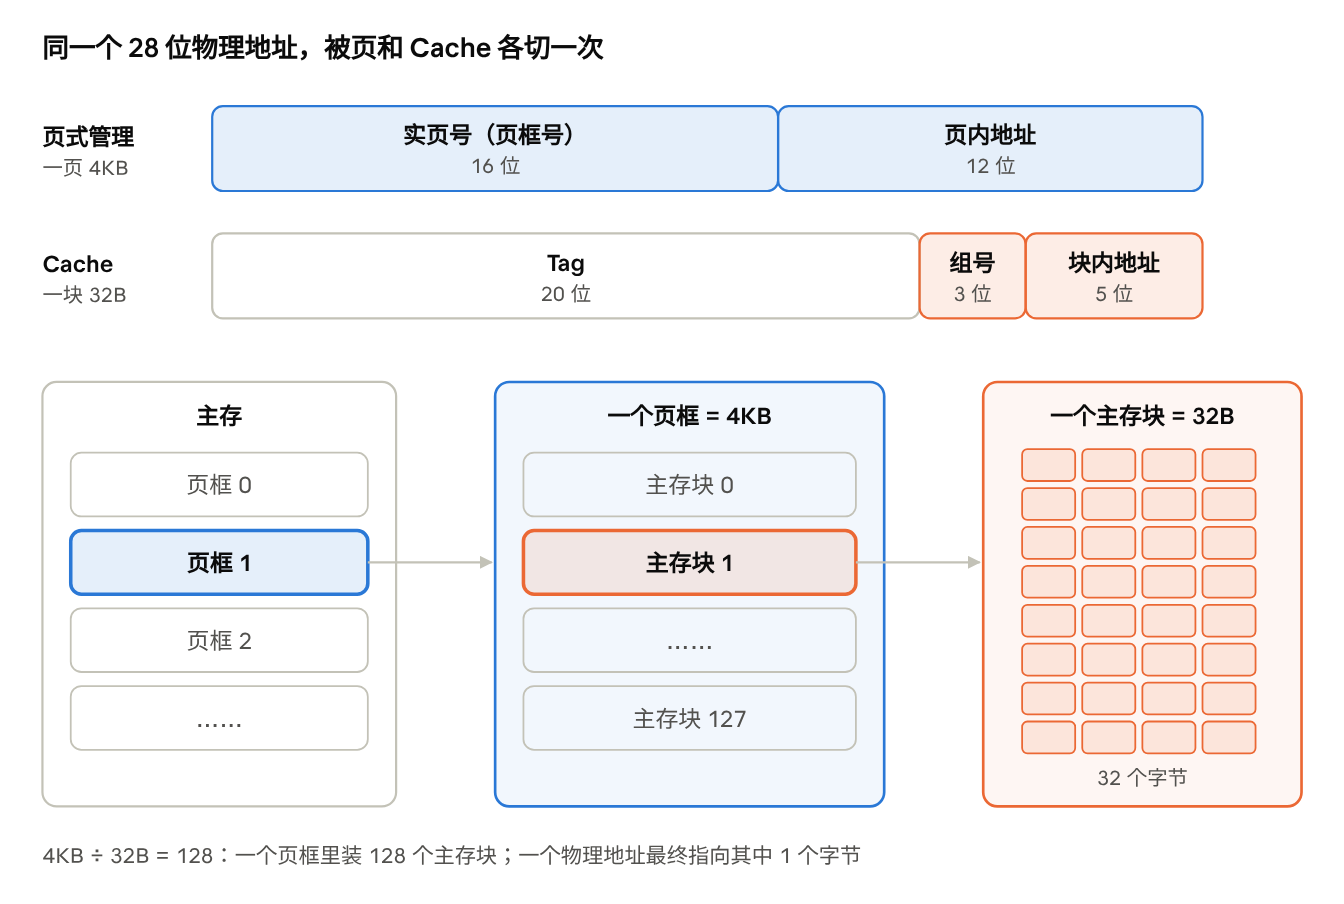 同一个 28 位物理地址，被页和 Cache 各切一次
页式管理
一页 4KB
实页号（页框号）
16 位
页内地址
12 位
Cache
一块 32B
Tag
20 位
组号
3 位
块内地址
5 位
主存
页框 0
页框 1
页框 2
……
一个页框 = 4KB
主存块 0
主存块 1
……
主存块 127
一个主存块 = 32B
32 个字节
4KB ÷ 32B = 128：一个页框里装 128 个主存块；一个物理地址最终指向其中 1 个字节